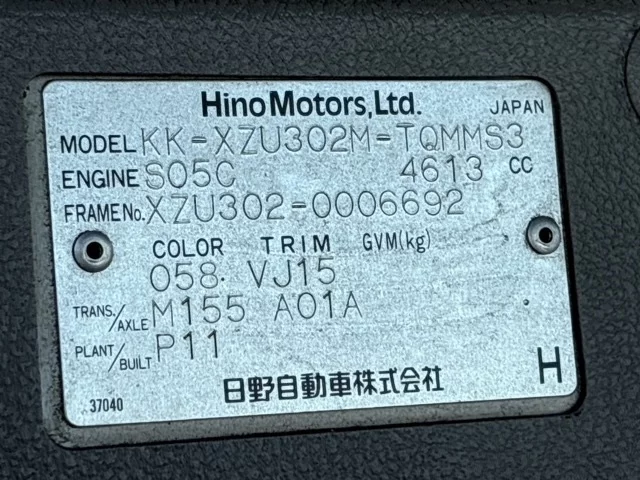 Hino Motors, Ltd. JAPAN
MODEL KK-XZU302M-TQMMS3
ENGINE S05C 4613 CC
FRAME No. XZU302-0006692
COLOR TRIM GVM(kg)
058 VJ15
TRANS./AXLE M155 A01A
PLANT/BUILT P11
日野自動車株式会社 H
37040